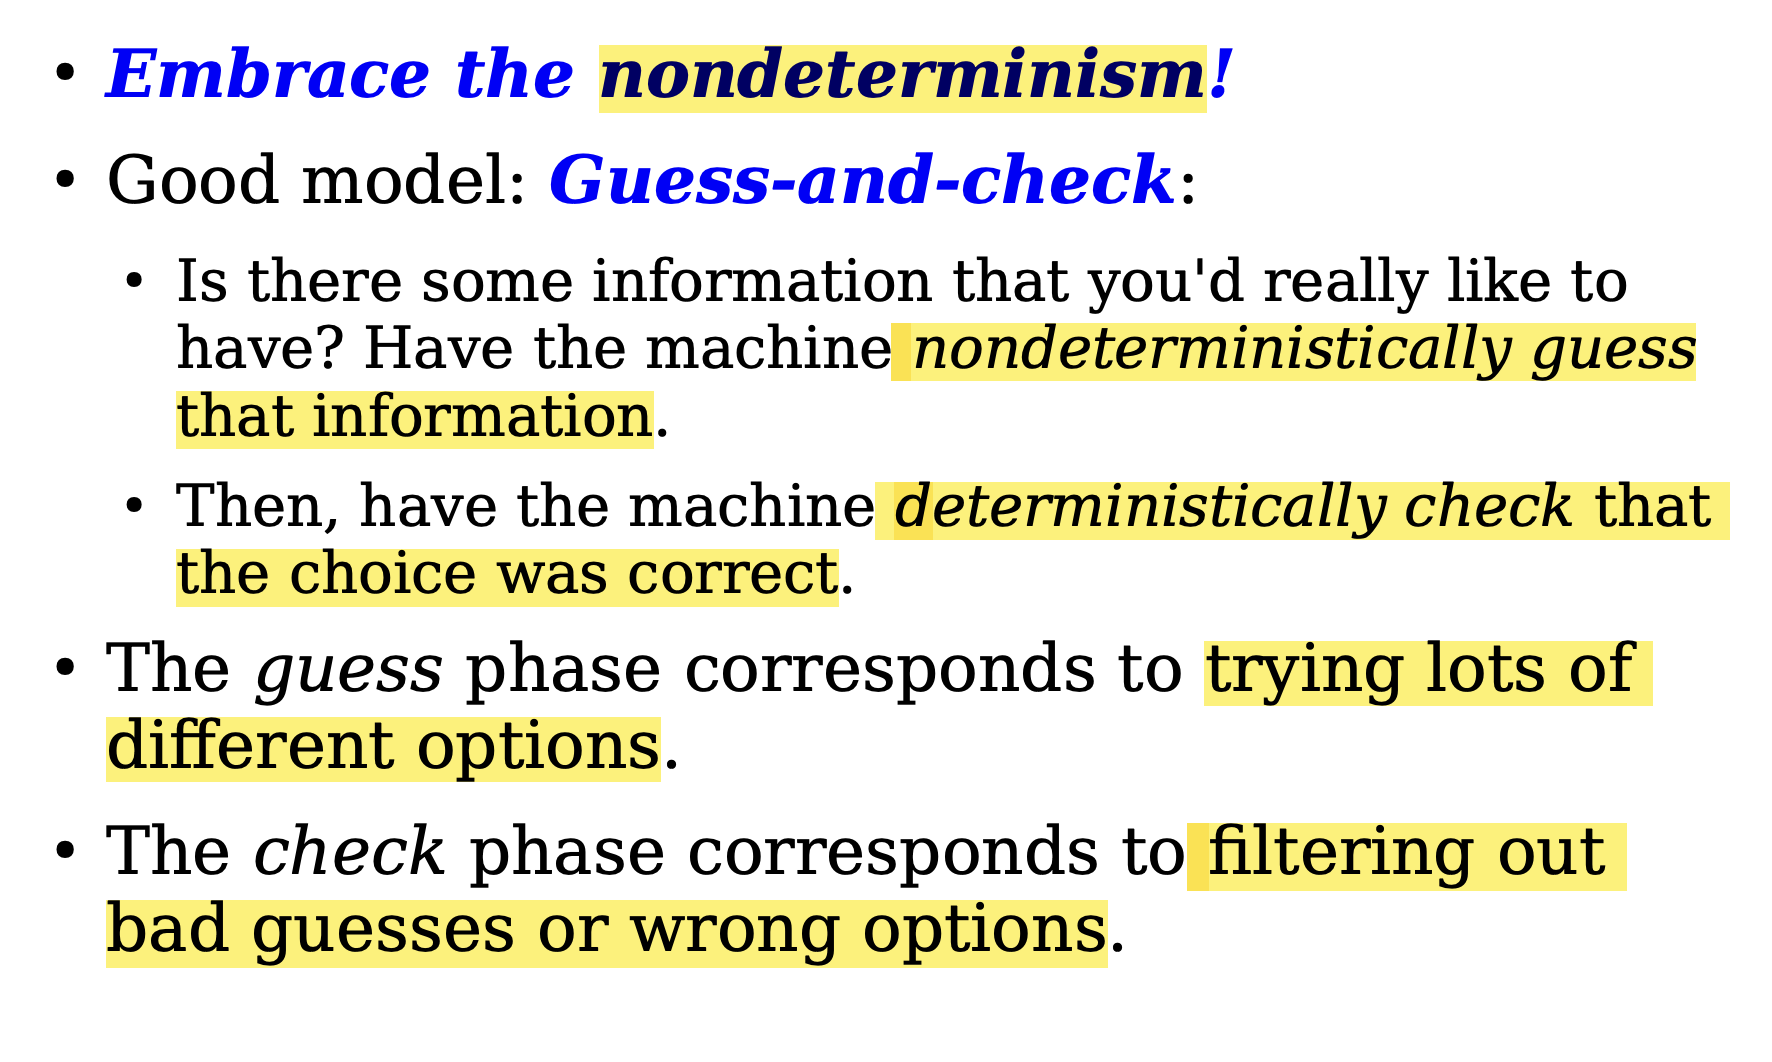 • Embrace the nondeterminism!
• Good model: Guess-and-check:
• Is there some information that you'd really like to
have? Have the machine nondeterministically guess
that information.
• Then, have the machine deterministically check that
the choice was correct.
• The guess phase corresponds to trying lots of
different options.
• The check phase corresponds to filtering out
bad guesses or wrong options.